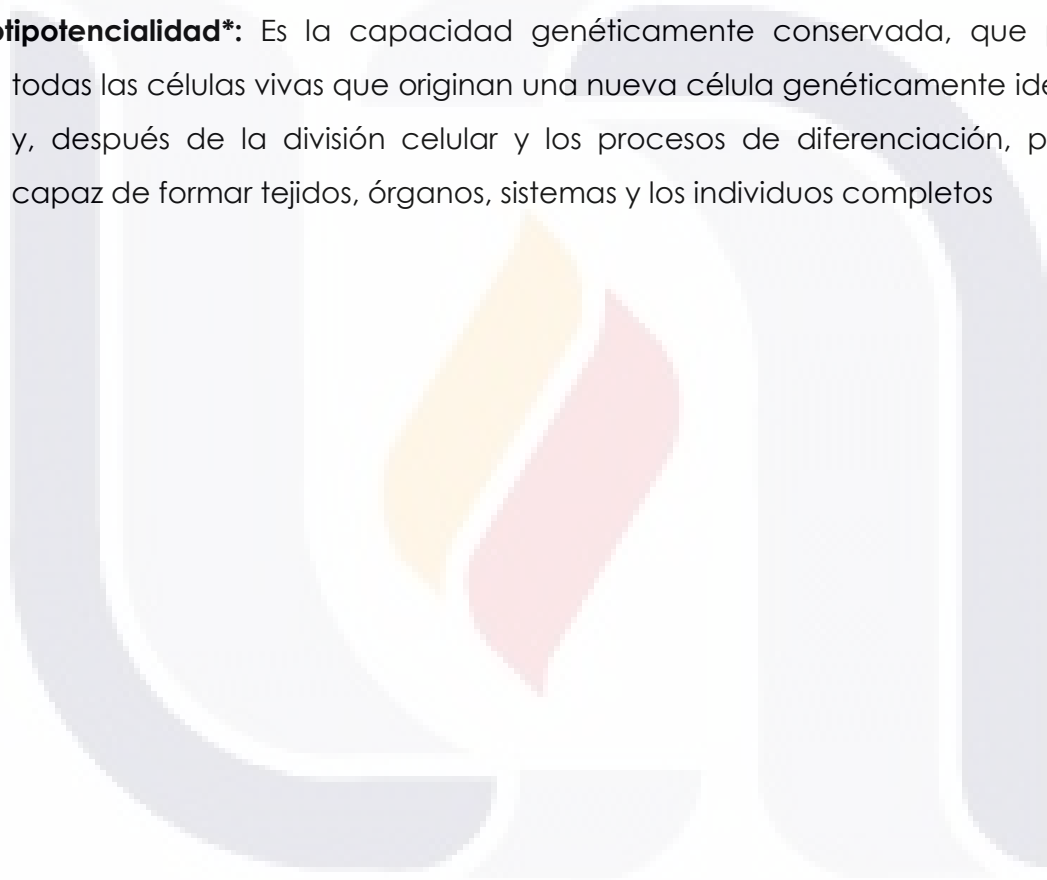 otipotencialidad*: Es la capacidad genéticamente conservada, que
todas las células vivas que originan una nueva célula genéticamente
y, después de la división celular y los procesos de diferenciación,
capaz de formar tejidos, órganos, sistemas y los individuos completos